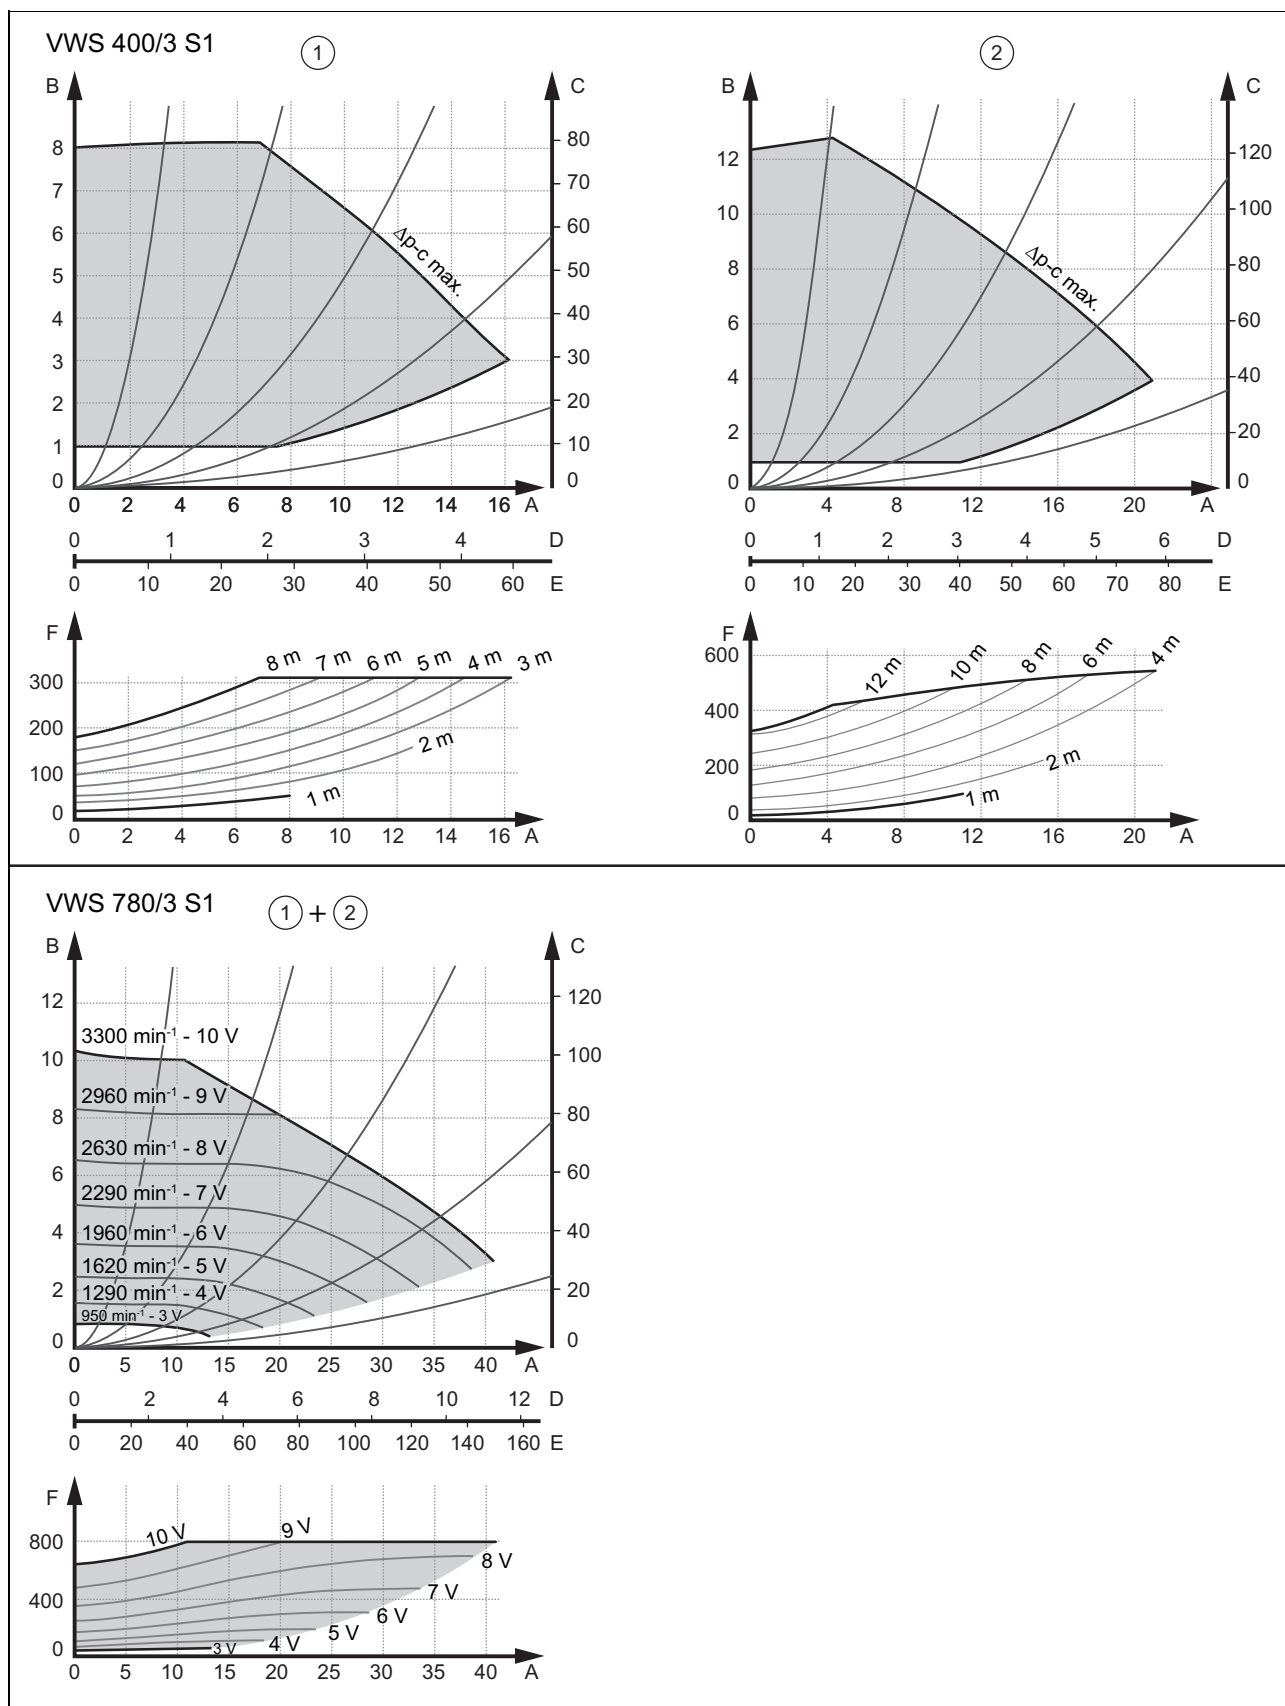 VWS 400/3 S1
1
2
B
C
8
7
6
5
4
3
2
1
0
80
70
60
50
40
30
20
10
0
Δp-c max.
0 2 4 6 8 10 12 14 16 A
0 1 2 3 4 D
0 10 20 30 40 50 60 E
F
300
200
100
0
8 m 7 m 6 m 5 m 4 m 3 m
2 m
1 m
0 2 4 6 8 10 12 14 16 A
B
C
12
10
8
6
4
2
0
120
100
80
60
40
20
0
Δp-c max.
0 4 8 12 16 20 A
0 1 2 3 4 5 6 D
0 10 20 30 40 50 60 70 80 E
F
600
400
200
0
12 m 10 m 8 m 6 m 4 m
2 m
1 m
0 4 8 12 16 20 A
VWS 780/3 S1
1 + 2
B
C
12
10
8
6
4
2
0
120
100
80
60
40
20
0
3300 min⁻¹ - 10 V
2960 min⁻¹ - 9 V
2630 min⁻¹ - 8 V
2290 min⁻¹ - 7 V
1960 min⁻¹ - 6 V
1620 min⁻¹ - 5 V
1290 min⁻¹ - 4 V
950 min⁻¹ - 3 V
0 5 10 15 20 25 30 35 40 A
0 2 4 6 8 10 12 D
0 20 40 60 80 100 120 140 160 E
F
800
400
0
10 V
9 V
8 V
7 V
6 V
5 V
4 V
3 V
0 5 10 15 20 25 30 35 40 A